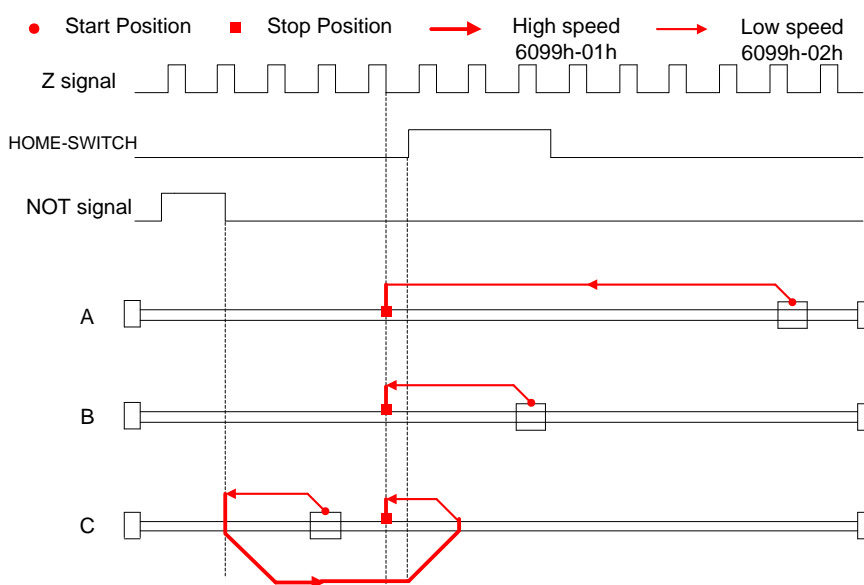 Start Position
Stop Position
High speed
6099h-01h
Low speed
6099h-02h
Z signal
HOME-SWITCH
NOT signal
A
B
C